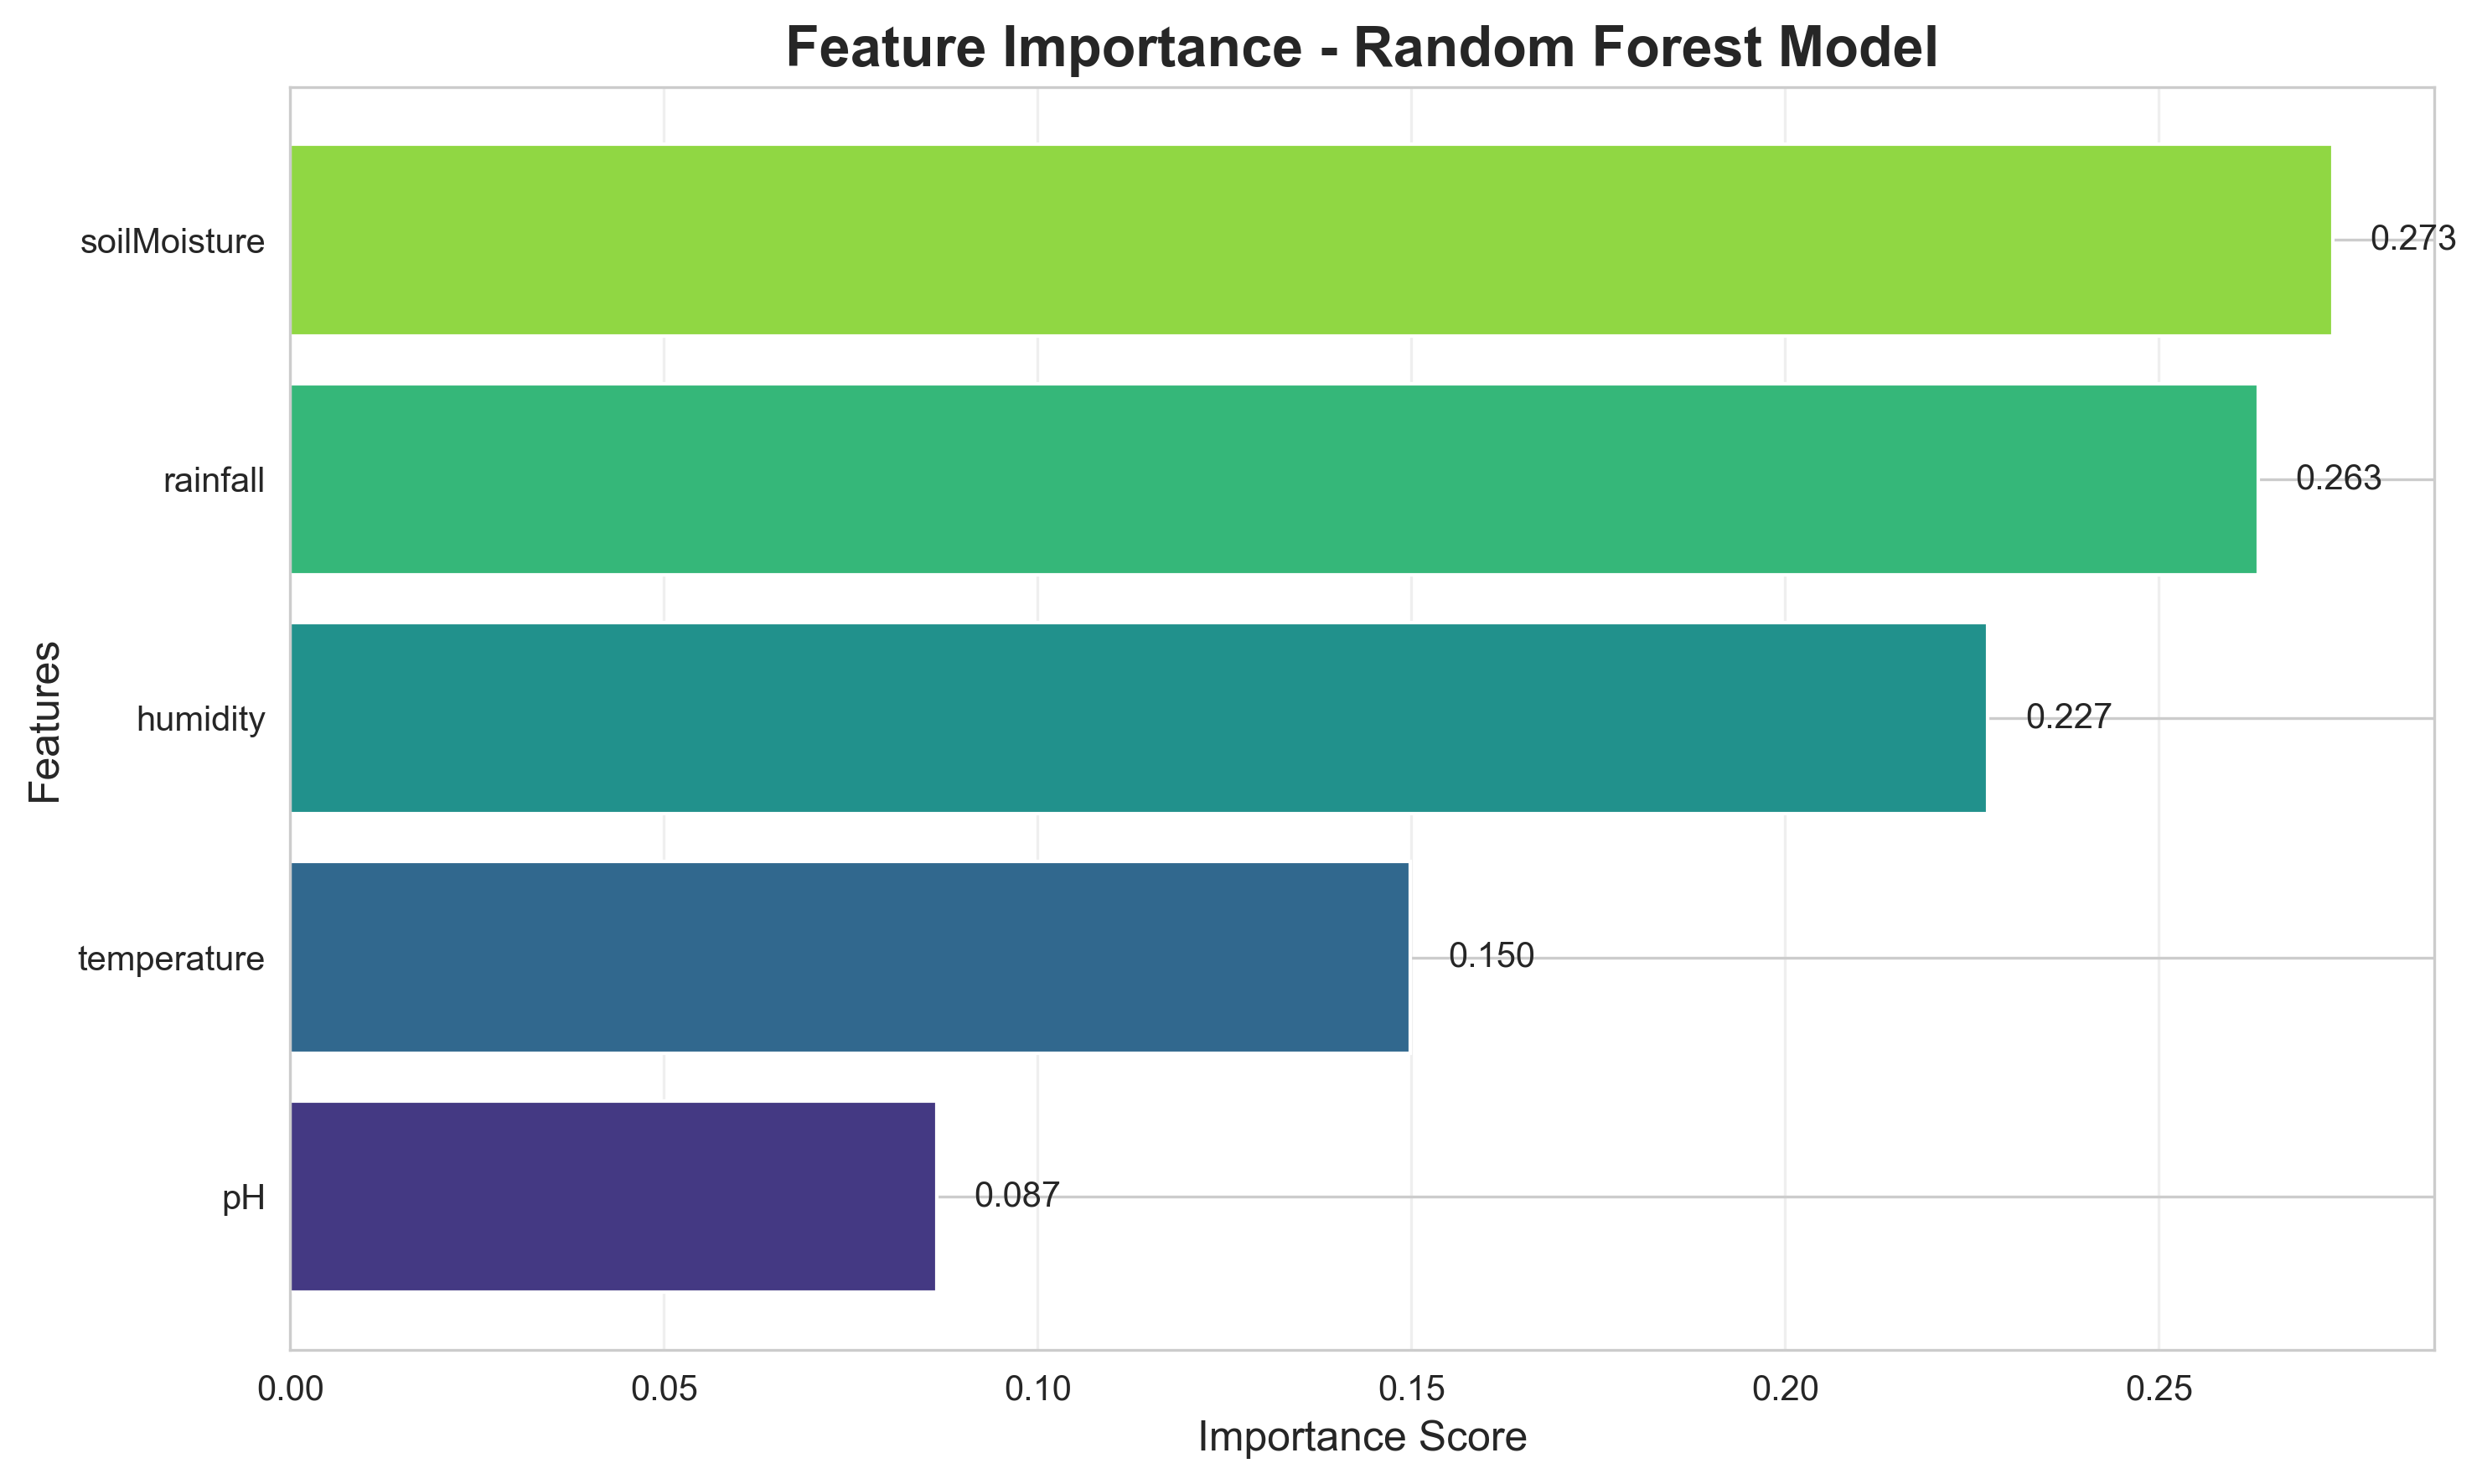 Feature Importance - Random Forest Model
soilMoisture
0.273
rainfall
0.263
humidity
0.227
temperature
0.150
pH
0.087
Features
0.00 0.05 0.10 0.15 0.20 0.25
Importance Score